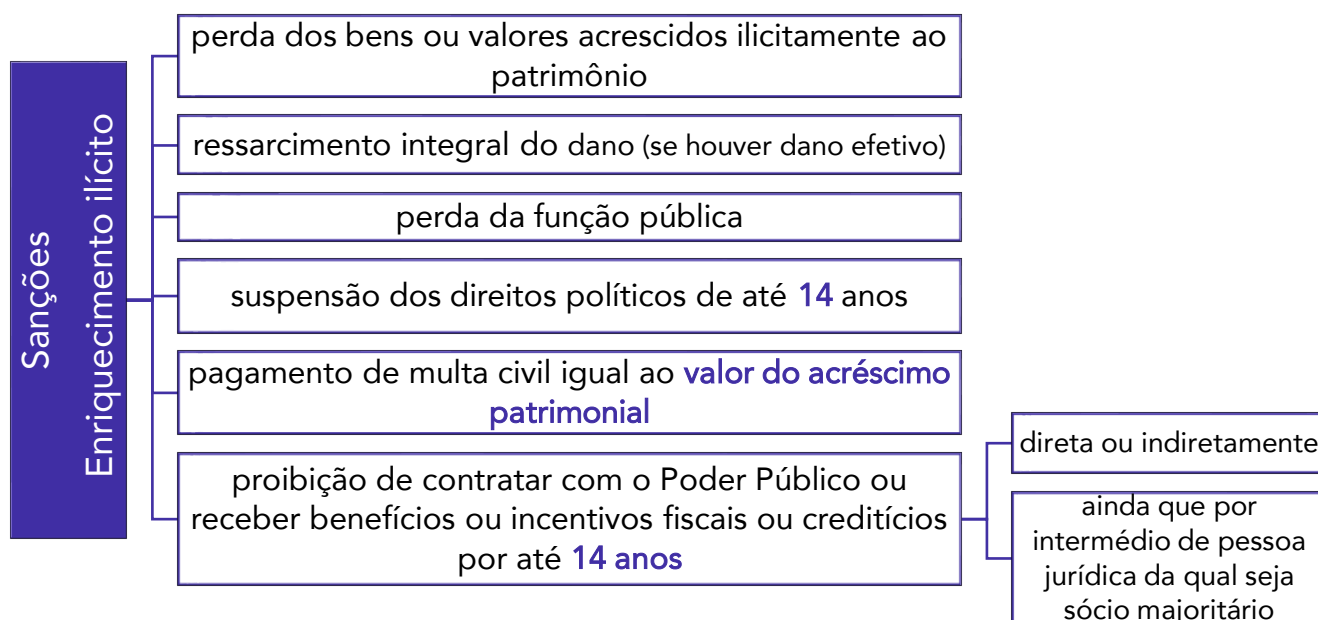 Sanções
Enriquecimento ilícito
perda dos bens ou valores acrescidos ilicitamente ao
patrimônio
ressarcimento integral do dano (se houver dano efetivo)
perda da função pública
suspensão dos direitos políticos de até 14 anos
pagamento de multa civil igual ao valor do acréscimo
patrimonial
proibição de contratar com o Poder Público ou
receber benefícios ou incentivos fiscais ou creditícios
por até 14 anos
direta ou indiretamente
ainda que por
intermédio de pessoa
jurídica da qual seja
sócio majoritário